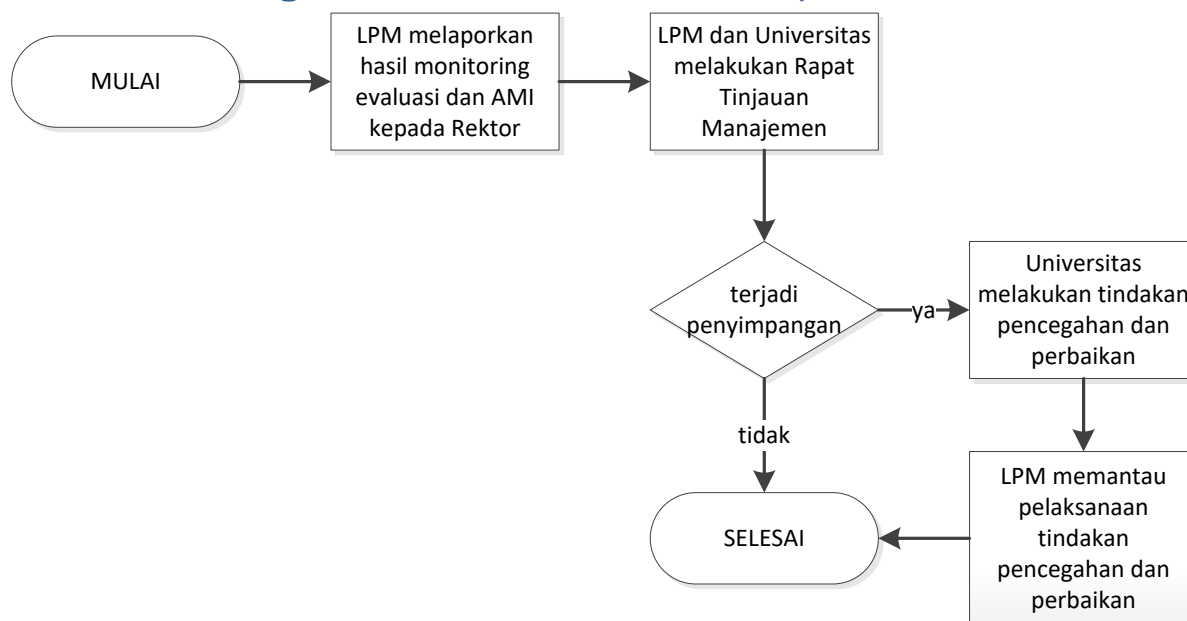 MULAI
LPM melaporkan
hasil monitoring
evaluasi dan AMI
kepada Rektor
LPM dan Universitas
melakukan Rapat
Tinjauan
Manajemen
terjadi
penyimpangan
ya
Universitas
melakukan tindakan
pencegahan dan
perbaikan
tidak
SELESAI
LPM memantau
pelaksanaan
tindakan
pencegahan dan
perbaikan